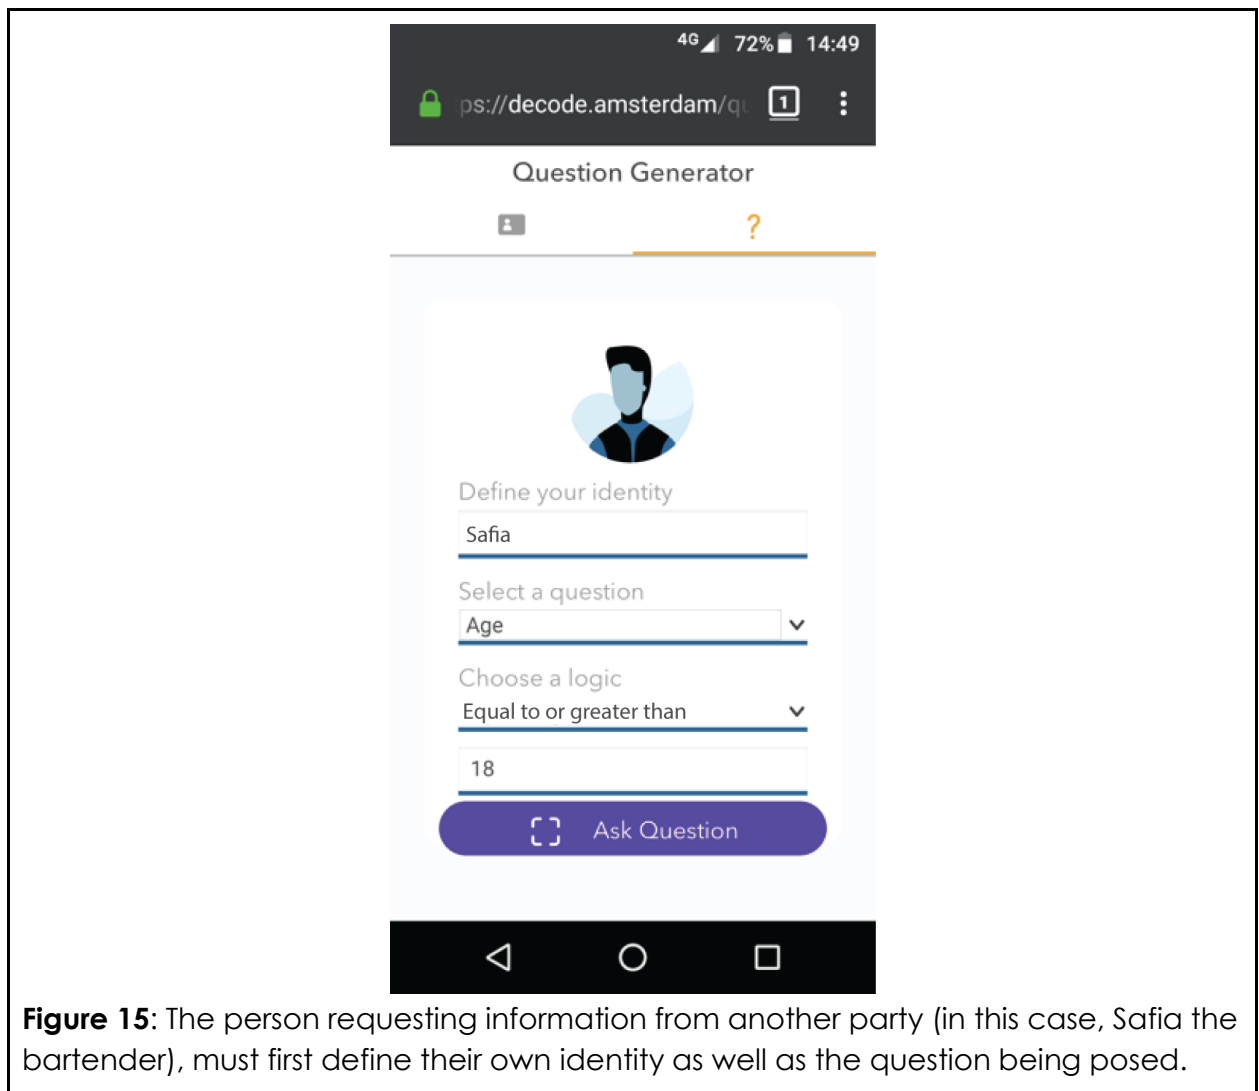 4G 72% 14:49
ps://decode.amsterdam/qu 1
Question Generator
?
Define your identity
Safia
Select a question
Age
Choose a logic
Equal to or greater than
18
Ask Question
Figure 15: The person requesting information from another party (in this case, Safia the
bartender), must first define their own identity as well as the question being posed.